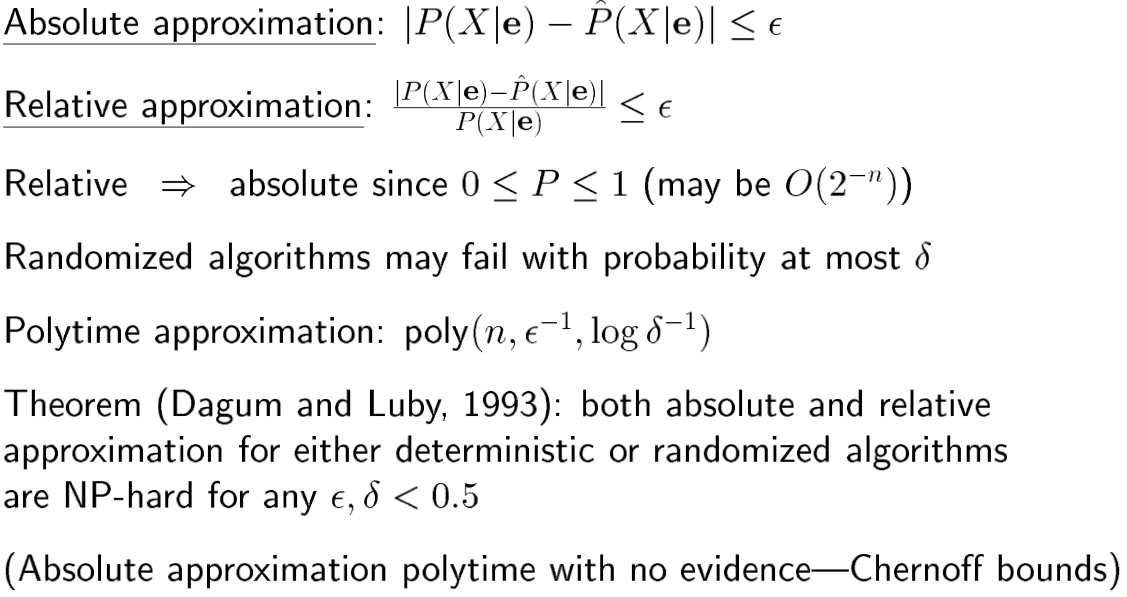 Absolute approximation: |P(X|e) − P̂(X|e)| ≤ ϵ
Relative approximation: |P(X|e)−P̂(X|e)| / P(X|e) ≤ ϵ
Relative ⇒ absolute since 0 ≤ P ≤ 1 (may be O(2⁻ⁿ))
Randomized algorithms may fail with probability at most δ
Polytime approximation: poly(n, ϵ⁻¹, log δ⁻¹)
Theorem (Dagum and Luby, 1993): both absolute and relative
approximation for either deterministic or randomized algorithms
are NP-hard for any ϵ, δ < 0.5
(Absolute approximation polytime with no evidence—Chernoff bounds)